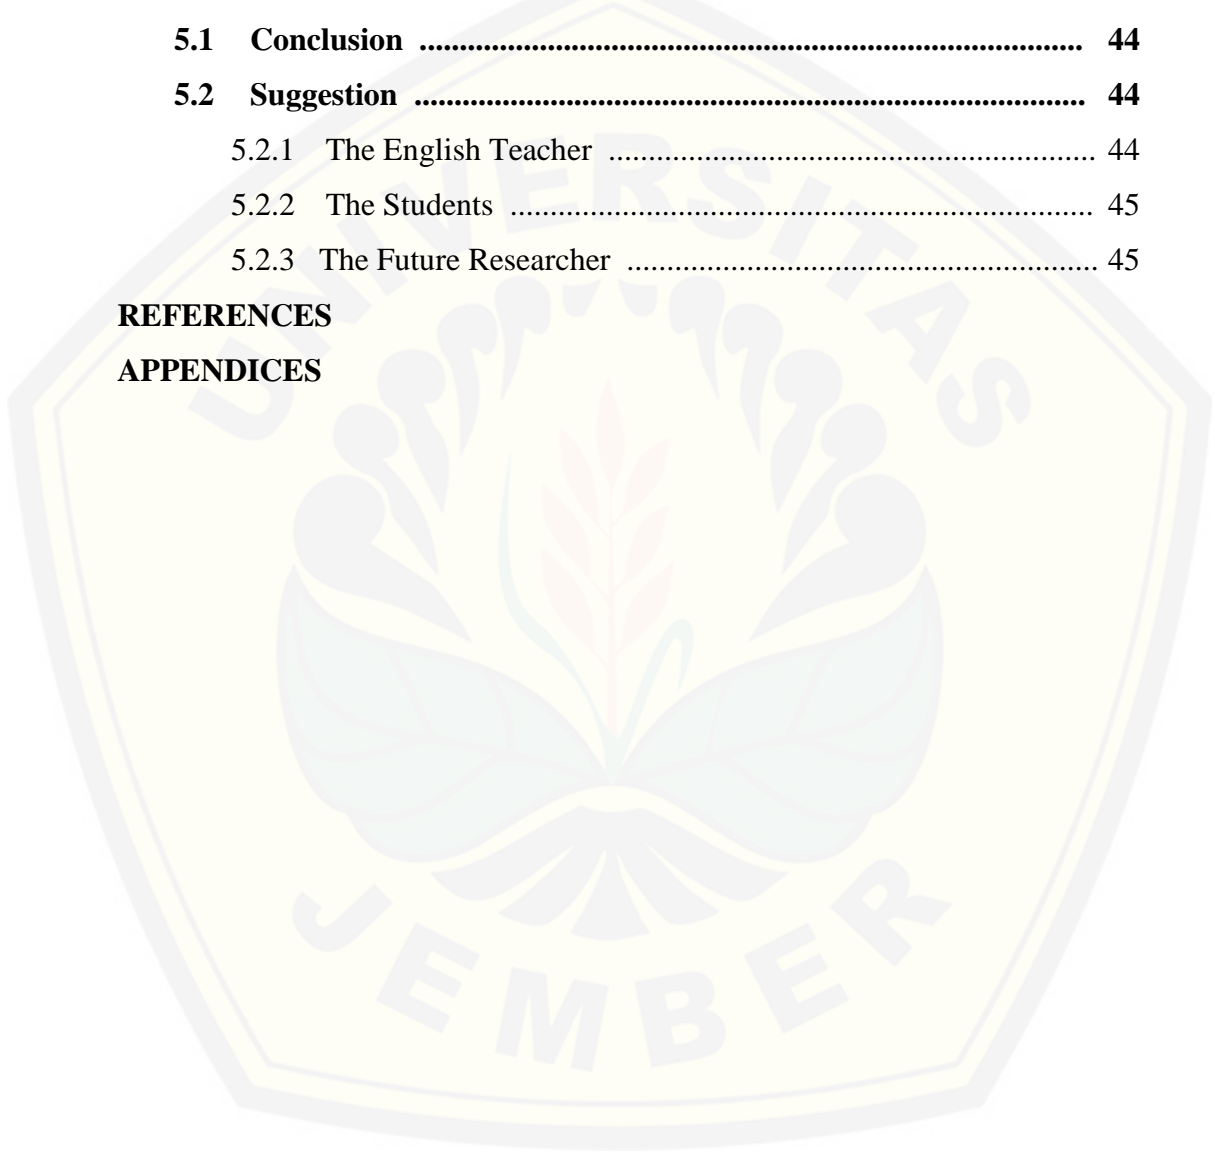 5.1 Conclusion .................................................................................... 44
5.2 Suggestion ..................................................................................... 44
5.2.1 The English Teacher ............................................................. 44
5.2.2 The Students ......................................................................... 45
5.2.3 The Future Researcher ........................................................... 45
REFERENCES
APPENDICES
UNIVERSITAS
JEMBER